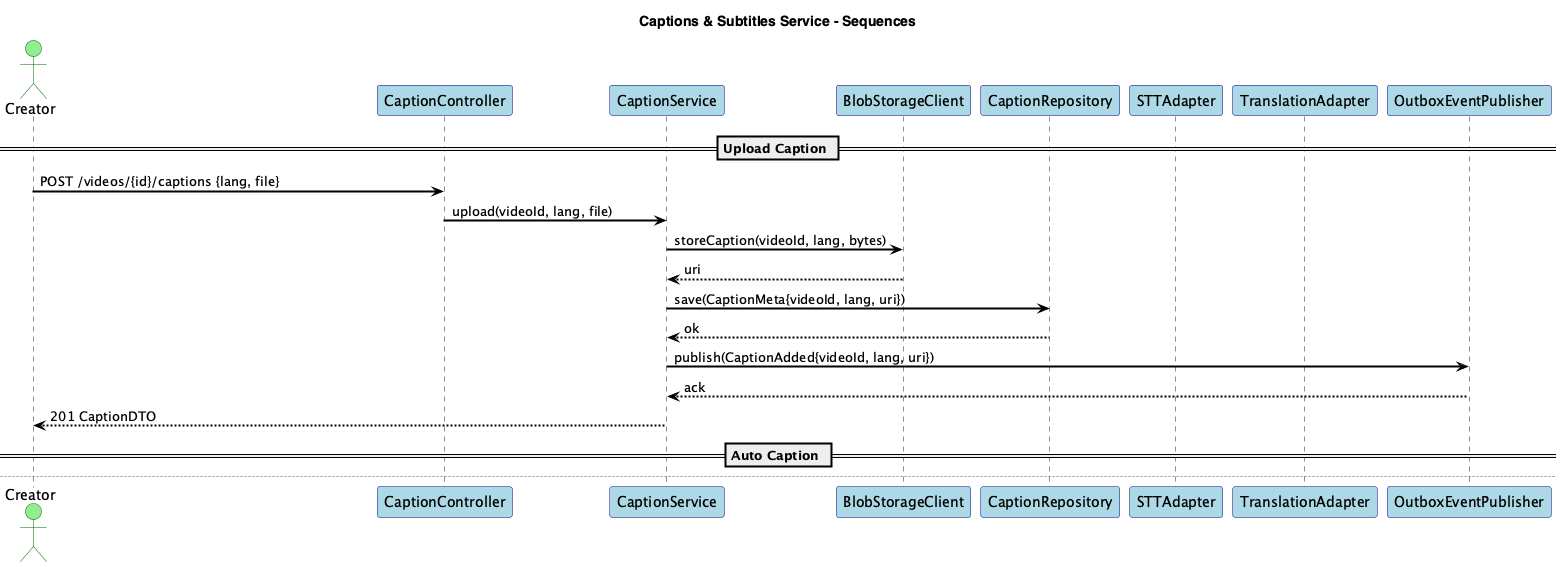 Captions & Subtitles Service - Sequences
Creator
CaptionController
CaptionService
BlobStorageClient
CaptionRepository
STTAdapter
TranslationAdapter
OutboxEventPublisher
Upload Caption
POST /videos/{id}/captions {lang, file}
upload(videoId, lang, file)
storeCaption(videoId, lang, bytes)
uri
save(CaptionMeta{videoId, lang, uri})
ok
publish(CaptionAdded{videoId, lang, uri})
ack
201 CaptionDTO
Auto Caption
Creator
CaptionController
CaptionService
BlobStorageClient
CaptionRepository
STTAdapter
TranslationAdapter
OutboxEventPublisher